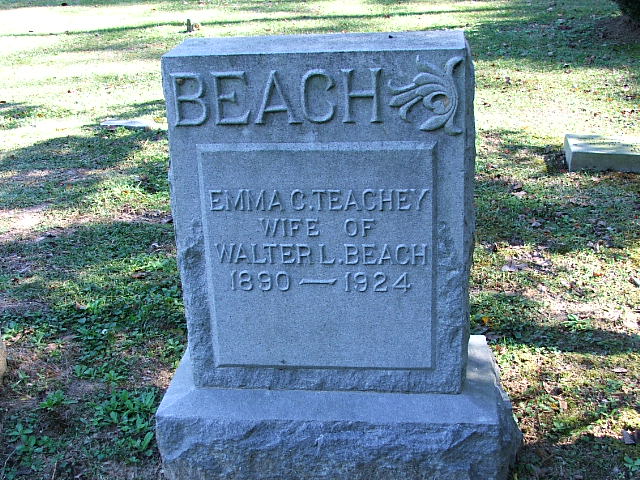 BEACH
EMMA C. TEACHEY
WIFE OF
WALTER L. BEACH
1890 — 1924